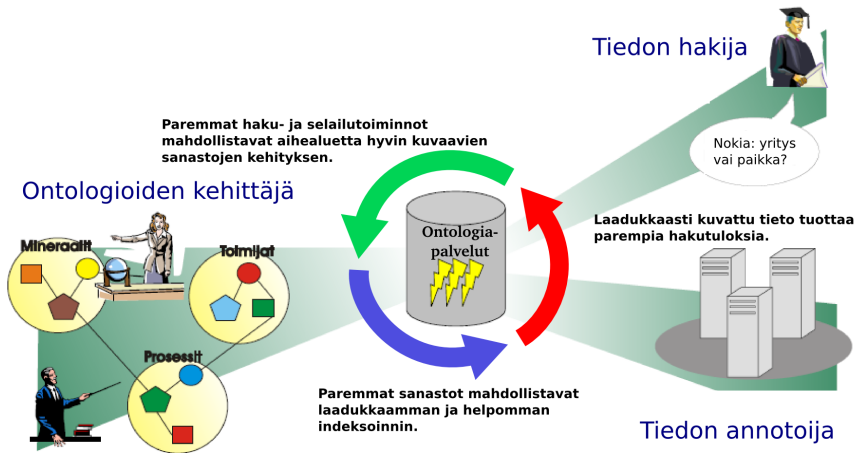 Tiedon hakija
Nokia: yritys
vai paikka?
Paremmat haku- ja selailutoiminnot
mahdollistavat aihealuetta hyvin kuvaavien
sanastojen kehityksen.
Ontologioiden kehittäjä
Laadukkaasti kuvattu tieto tuottaa
parempia hakutuloksia.
Ontologia-
palvelut
Mineraalit
Toimijat
Prosessit
Paremmat sanastot mahdollistavat
laadukkaamman ja helpomman
indeksoinnin.
Tiedon annotoija